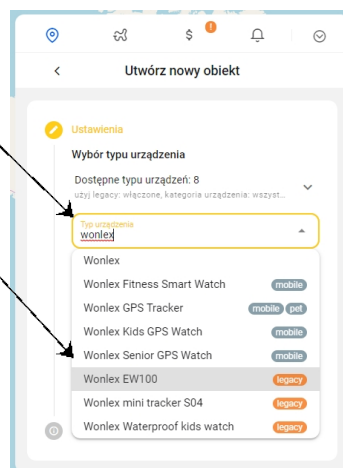 $ !
Utwórz nowy obiekt
Ustawienia
Wybór typu urządzenia
Dostępne typu urządzeń: 8
użyj legacy: włączone, kategoria urządzenia: wszyst...
Typ urządzenia
wonlex
Wonlex
Wonlex Fitness Smart Watch mobile
Wonlex GPS Tracker mobile pet
Wonlex Kids GPS Watch mobile
Wonlex Senior GPS Watch mobile
Wonlex EW100 legacy
Wonlex mini tracker S04 legacy
Wonlex Waterproof kids watch legacy